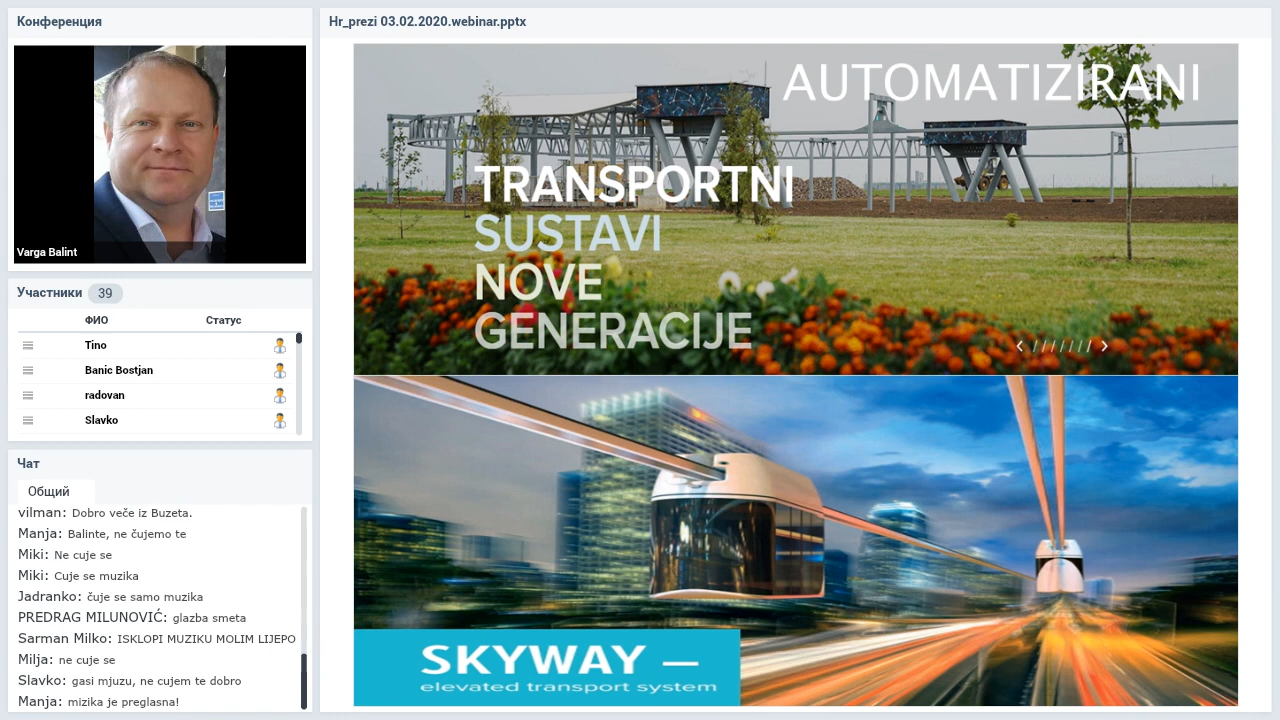 Конференция
Varga Balint
Участники 39
ФИО Статус
Tino
Banic Bostjan
radovan
Slavko
Чат
Общий
vilman: Dobro veče iz Buzeta.
Manja: Balinte, ne čujemo te
Miki: Ne cuje se
Miki: Cuje se muzika
Jadranko: čuje se samo muzika
PREDRAG MILUNOVIĆ: glazba smeta
Sarman Milko: ISKLOPI MUZIKU MOLIM LIJEPO
Milja: ne cuje se
Slavko: gasi mjuzu, ne cujem te dobro
Manja: mizika je preglasna!
Hr_prezi 03.02.2020.webinar.pptx
AUTOMATIZIRANI
TRANSPORTNI
SUSTAVI
NOVE
GENERACIJE
SKYWAY —
elevated transport system